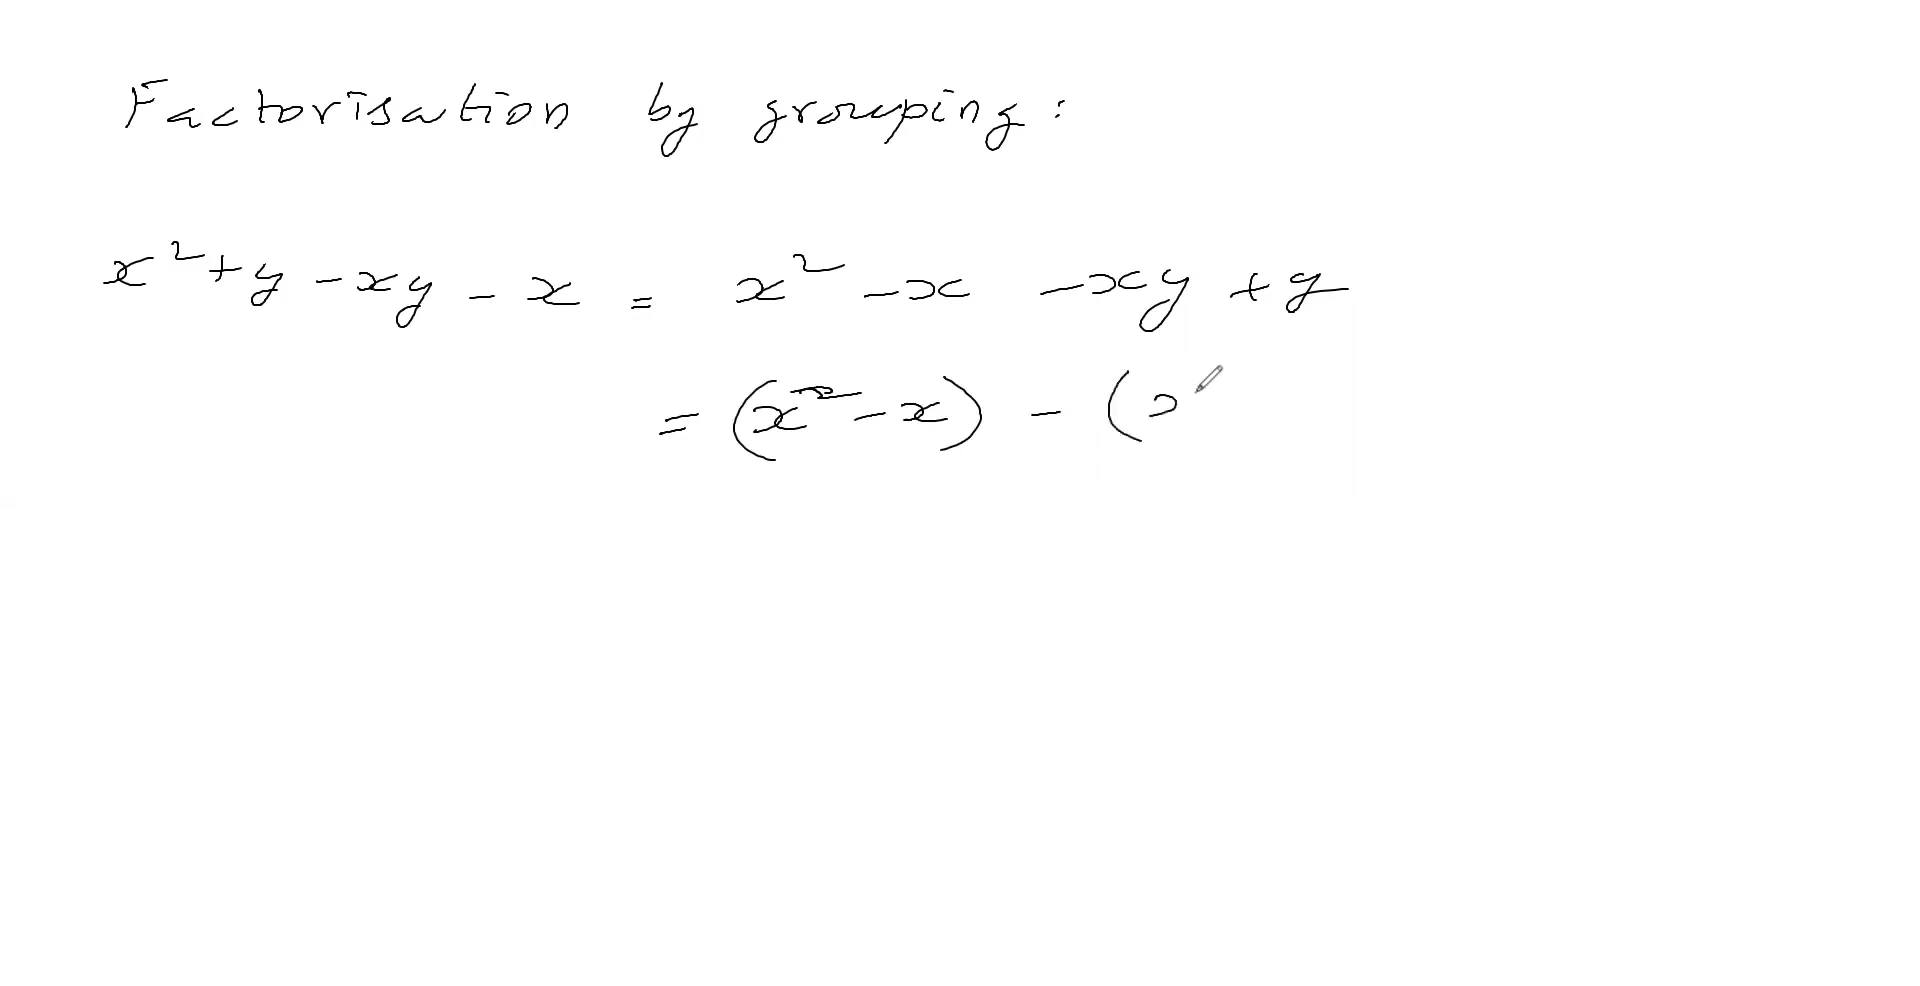 Factorisation by grouping:
x² + y - xy - x = x² - x - xy + y
= (x² - x) - (